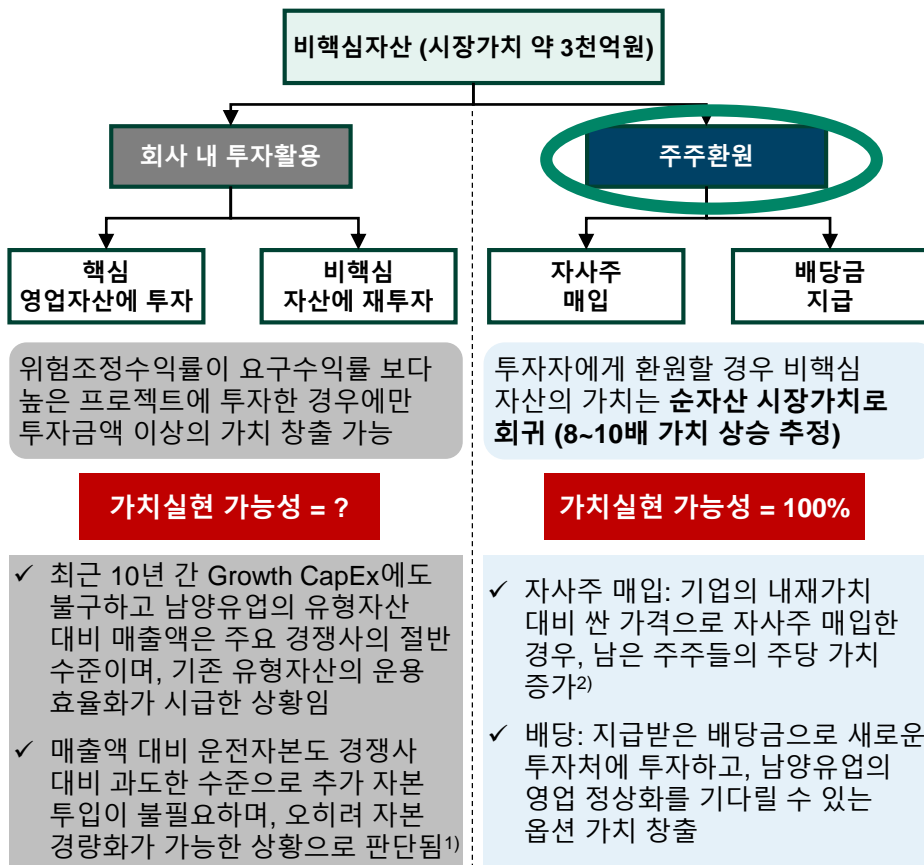 비핵심자산 (시장가치 약 3천억원)
회사 내 투자활용
주주환원
핵심
영업자산에 투자
비핵심
자산에 재투자
자사주
매입
배당금
지급
위험조정수익률이 요구수익률 보다
높은 프로젝트에 투자한 경우에만
투자금액 이상의 가치 창출 가능
투자자에게 환원할 경우 비핵심
자산의 가치는 순자산 시장가치로
회귀 (8~10배 가치 상승 추정)
가치실현 가능성 = ?
가치실현 가능성 = 100%
✓ 최근 10년 간 Growth CapEx에도
불구하고 남양유업의 유형자산
대비 매출액은 주요 경쟁사의 절반
수준이며, 기존 유형자산의 운용
효율화가 시급한 상황임
✓ 매출액 대비 운전자본도 경쟁사
대비 과도한 수준으로 추가 자본
투입이 불필요하며, 오히려 자본
경량화가 가능한 상황으로 판단됨1)
✓ 자사주 매입: 기업의 내재가치
대비 싼 가격으로 자사주 매입한
경우, 남은 주주들의 주당 가치
증가2)
✓ 배당: 지급받은 배당금으로 새로운
투자처에 투자하고, 남양유업의
영업 정상화를 기다릴 수 있는
옵션 가치 창출